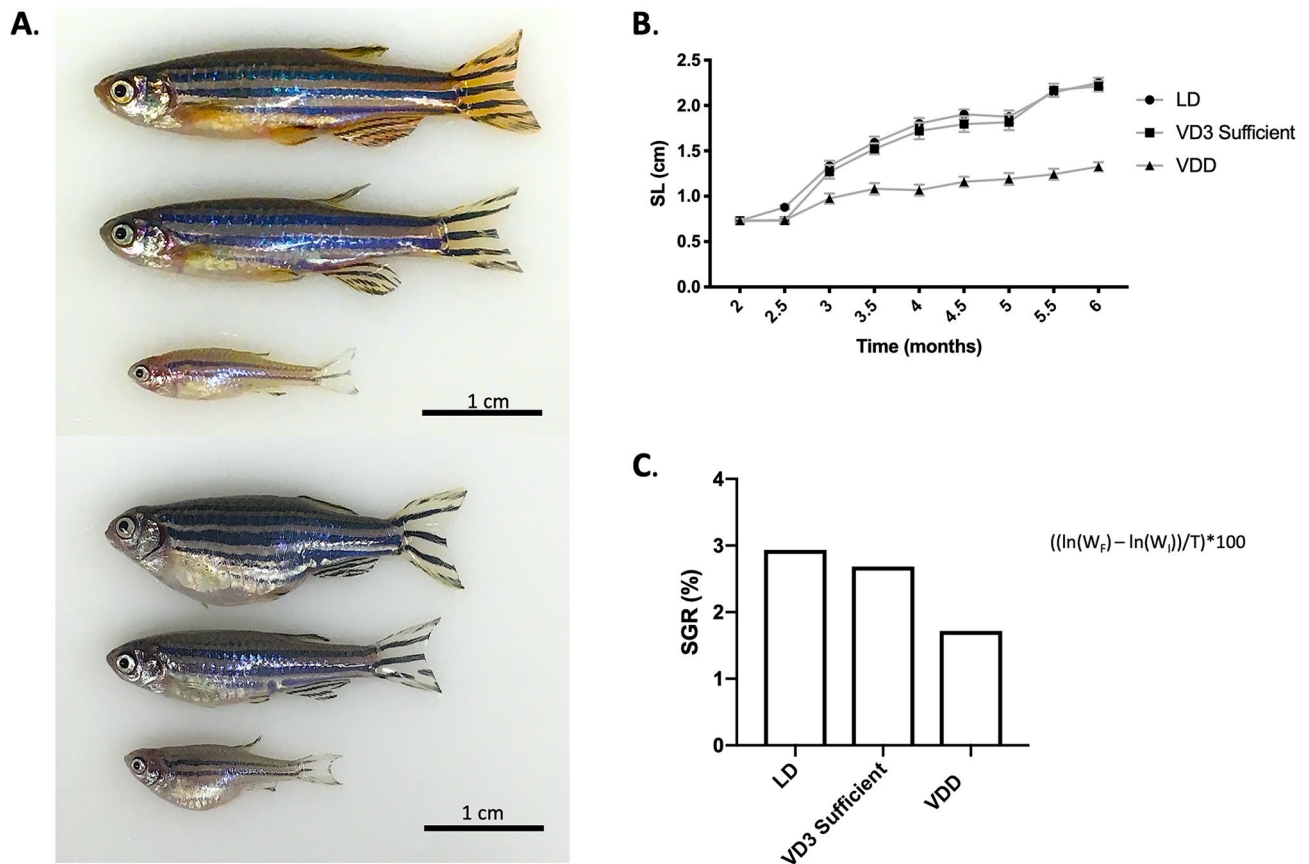 A.
1 cm
1 cm
B.
SL (cm)
2.5
2.0
1.5
1.0
0.5
0.0
2 2.5 3 3.5 4 4.5 5 5.5 6
Time (months)
LD
VD3 Sufficient
VDD
C.
SGR (%)
4
3
2
1
0
LD
VD3 Sufficient
VDD
((ln(W_F) – ln(W_I))/T)*100